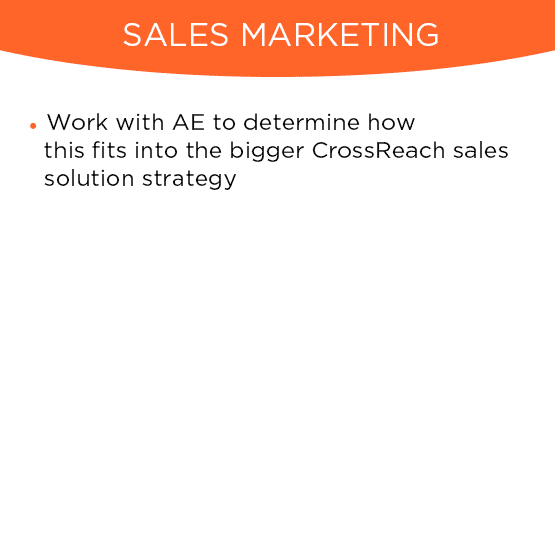 SALES MARKETING
• Work with AE to determine how
this fits into the bigger CrossReach sales
solution strategy